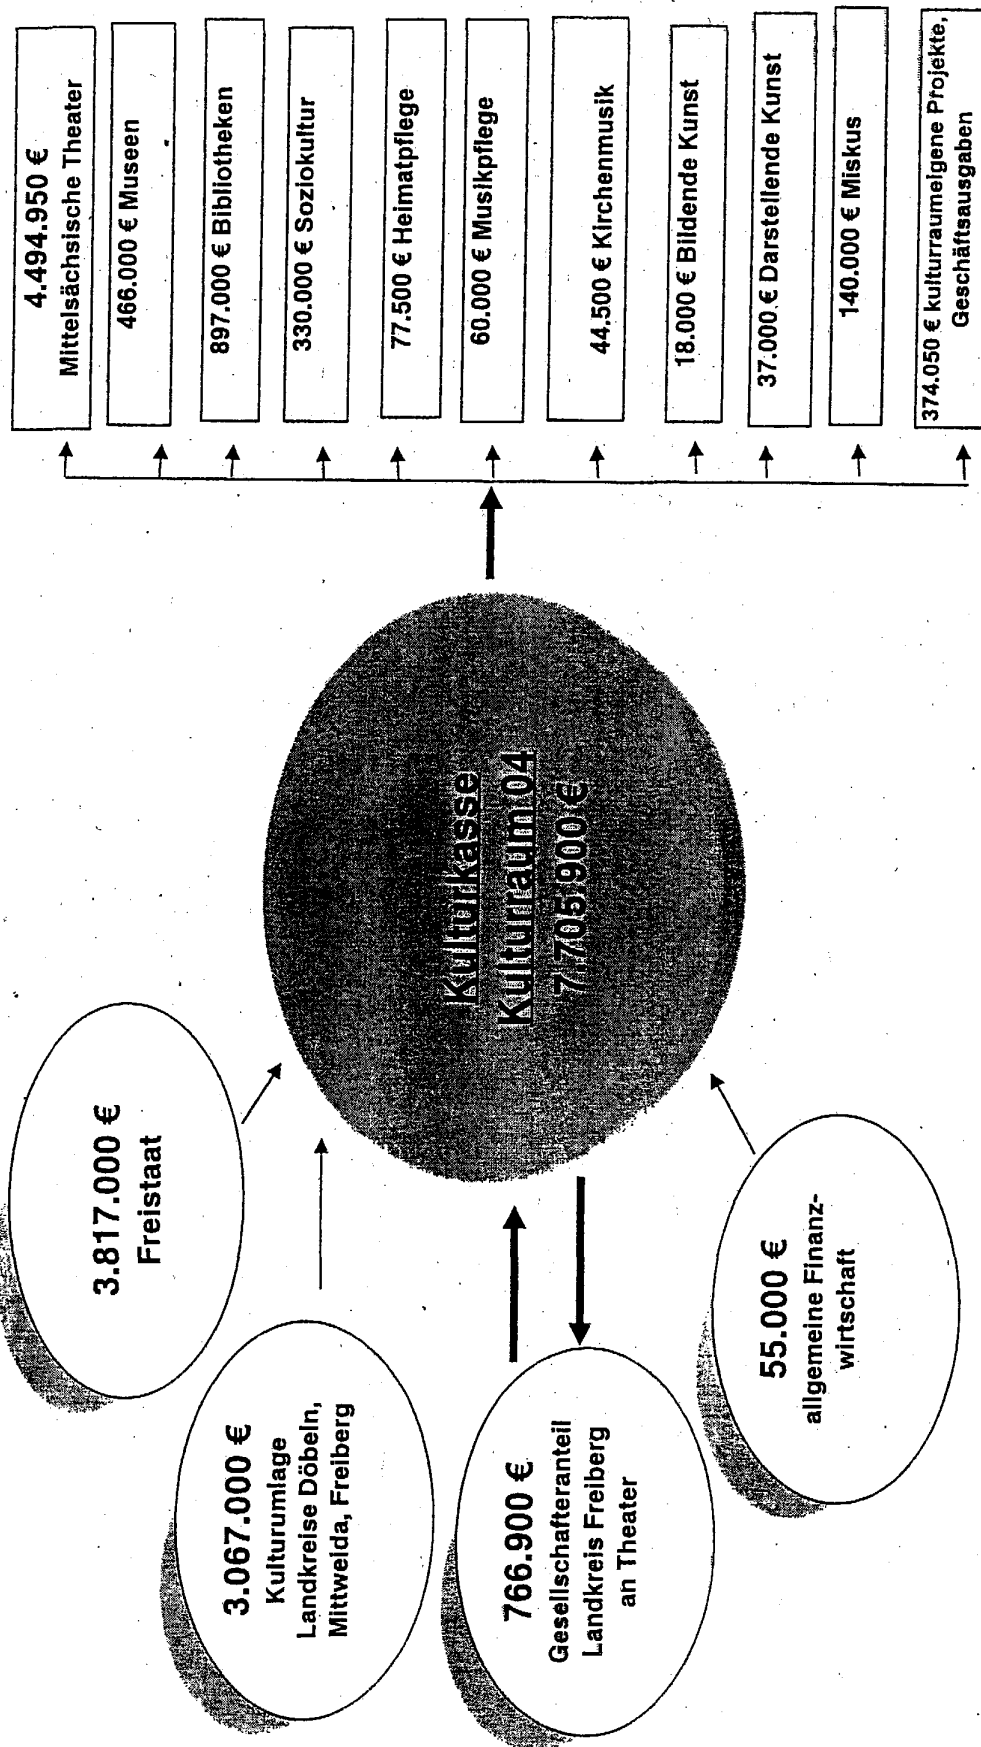 3.817.000 €
Freistaat
3.067.000 €
Kulturumlage
Landkreise Döbeln,
Mittweida, Freiberg
766.900 €
Gesellschafteranteil
Landkreis Freiberg
an Theater
55.000 €
allgemeine Finanz-
wirtschaft
Kulturkasse
Kulturraum 04
7.705.900 €
4.494.950 €
Mittelsächsische Theater
466.000 € Museen
897.000 € Bibliotheken
330.000 € Soziokultur
77.500 € Heimatpflege
60.000 € Musikpflege
44.500 € Kirchenmusik
18.000 € Bildende Kunst
37.000 € Darstellende Kunst
140.000 € Miskus
374.050 € kulturraumeigene Projekte,
Geschäftsausgaben